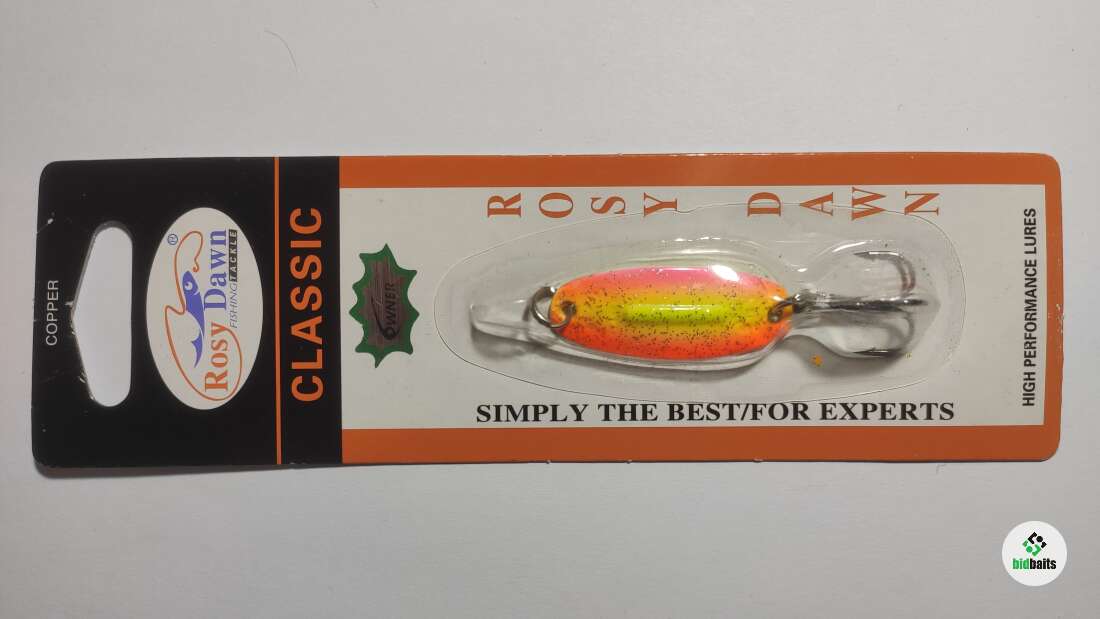 COPPER
Rosy Dawn®
FISHING TACKLE
CLASSIC
OWNER
ROSY DAWN
SIMPLY THE BEST/FOR EXPERTS
HIGH PERFORMANCE LURES
bidbaits